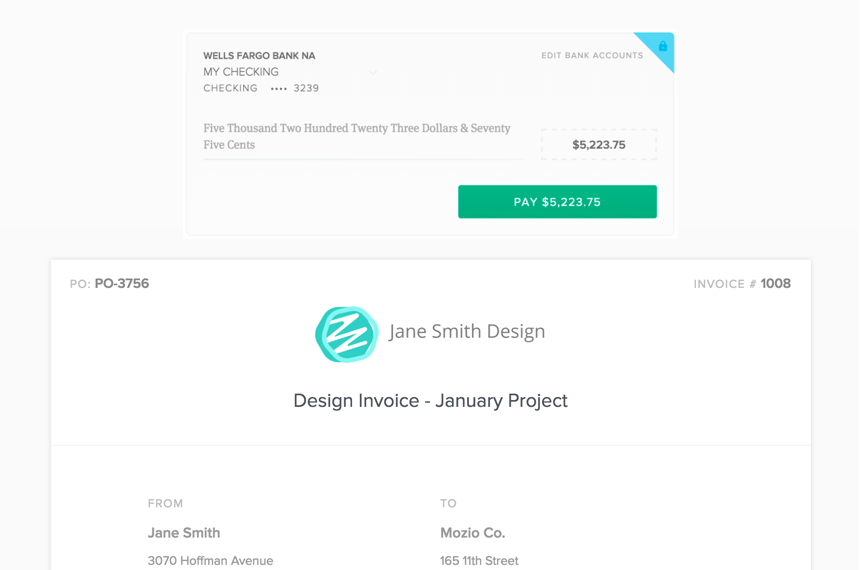 WELLS FARGO BANK NA
EDIT BANK ACCOUNTS
MY CHECKING
CHECKING •••• 3239
Five Thousand Two Hundred Twenty Three Dollars & Seventy
Five Cents
$5,223.75
PAY $5,223.75
PO: PO-3756
INVOICE # 1008
Jane Smith Design
Design Invoice - January Project
FROM
TO
Jane Smith
Mozio Co.
3070 Hoffman Avenue
165 11th Street